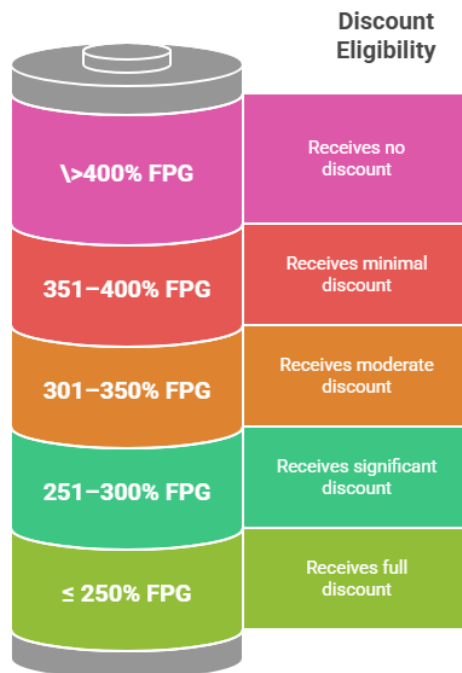 Discount
Eligibility
\>400% FPG
Receives no
discount
351–400% FPG
Receives minimal
discount
301–350% FPG
Receives moderate
discount
251–300% FPG
Receives significant
discount
≤ 250% FPG
Receives full
discount